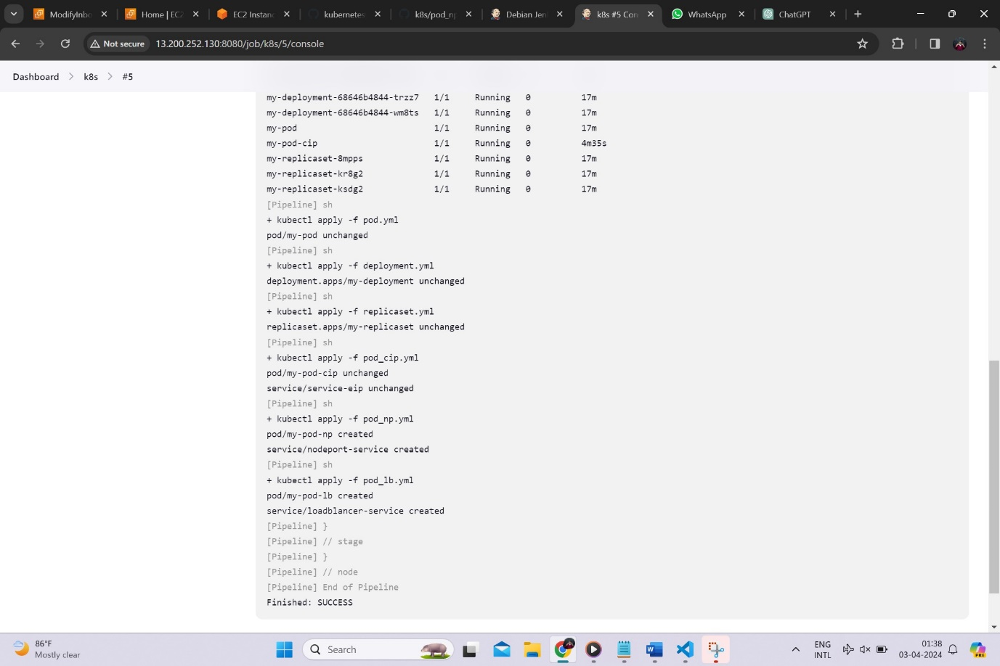 ModifyInbo
Home | EC2
EC2 Instanc
kubernetes
k8s/pod_np
Debian Jen
k8s #5 Con
WhatsApp
ChatGPT
Not secure
13.200.252.130:8080/job/k8s/5/console
Dashboard > k8s > #5
my-deployment-68646b4844-trzz7 1/1 Running 0 17m
my-deployment-68646b4844-wm8ts 1/1 Running 0 17m
my-pod 1/1 Running 0 17m
my-pod-cip 1/1 Running 0 4m35s
my-replicaset-8mpps 1/1 Running 0 17m
my-replicaset-kr8g2 1/1 Running 0 17m
my-replicaset-ksdg2 1/1 Running 0 17m
[Pipeline] sh
+ kubectl apply -f pod.yml
pod/my-pod unchanged
[Pipeline] sh
+ kubectl apply -f deployment.yml
deployment.apps/my-deployment unchanged
[Pipeline] sh
+ kubectl apply -f replicaset.yml
replicaset.apps/my-replicaset unchanged
[Pipeline] sh
+ kubectl apply -f pod_cip.yml
pod/my-pod-cip unchanged
service/service-eip unchanged
[Pipeline] sh
+ kubectl apply -f pod_np.yml
pod/my-pod-np created
service/nodeport-service created
[Pipeline] sh
+ kubectl apply -f pod_lb.yml
pod/my-pod-lb created
service/loadblancer-service created
[Pipeline] }
[Pipeline] // stage
[Pipeline] }
[Pipeline] // node
[Pipeline] End of Pipeline
Finished: SUCCESS
86°F
Mostly clear
Search
ENG
INTL
01:38
03-04-2024
PRE